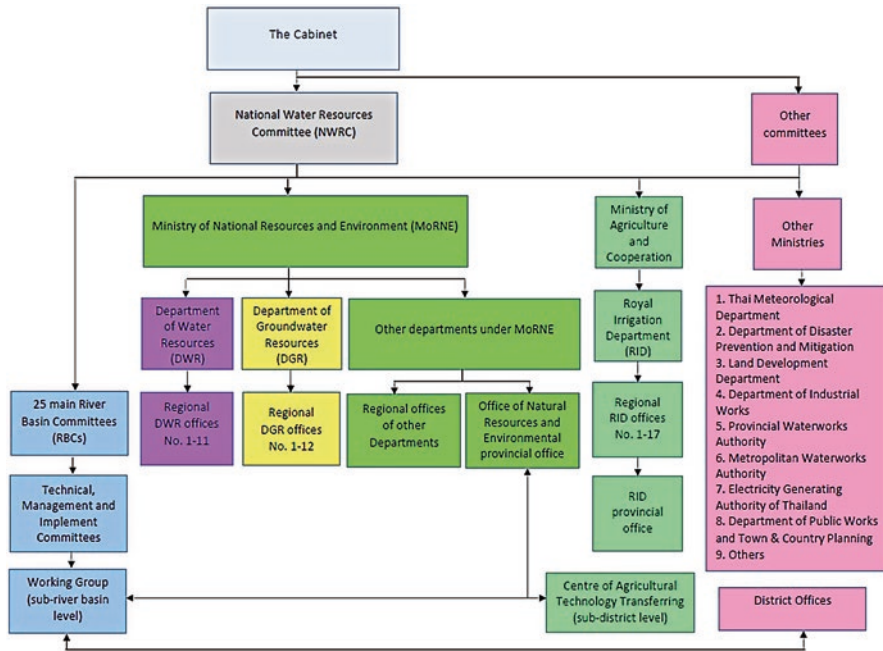 The Cabinet
National Water Resources
Committee (NWRC)
Other
committees
Ministry of National Resources and Environment (MoRNE)
Ministry of
Agriculture
and
Cooperation
Other
Ministries
Department
of Water
Resources
(DWR)
Department of
Groundwater
Resources
(DGR)
Other departments under MoRNE
Royal
Irrigation
Department
(RID)
1. Thai Meteorological
Department
2. Department of Disaster
Prevention and Mitigation
3. Land Development
Department
4. Department of Industrial
Works
5. Provincial Waterworks
Authority
6. Metropolitan Waterworks
Authority
7. Electricity Generating
Authority of Thailand
8. Department of Public Works
and Town & Country Planning
9. Others
25 main River
Basin Committees
(RBCs)
Regional
DWR offices
No. 1-11
Regional
DGR offices
No. 1-12
Regional offices
of other
Departments
Office of Natural
Resources and
Environmental
provincial office
Regional
RID offices
No. 1-17
Technical,
Management and
Implement
Committees
RID
provincial
office
Working Group
(sub-river basin
level)
Centre of Agricultural
Technology Transferring
(sub-district level)
District Offices